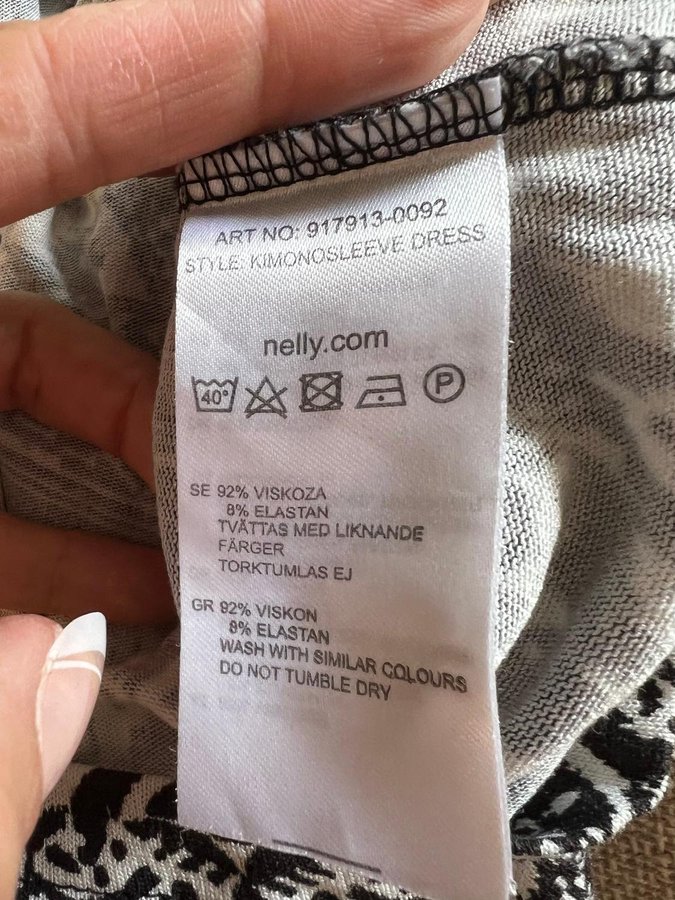 ART NO: 917913-0092
STYLE: KIMONOSLEEVE DRESS
nelly.com
40° P
SE 92% VISKOZA
8% ELASTAN
TVÄTTAS MED LIKNANDE
FÄRGER
TORKTUMLAS EJ
GR 92% VISKON
8% ELASTAN
WASH WITH SIMILAR COLOURS
DO NOT TUMBLE DRY